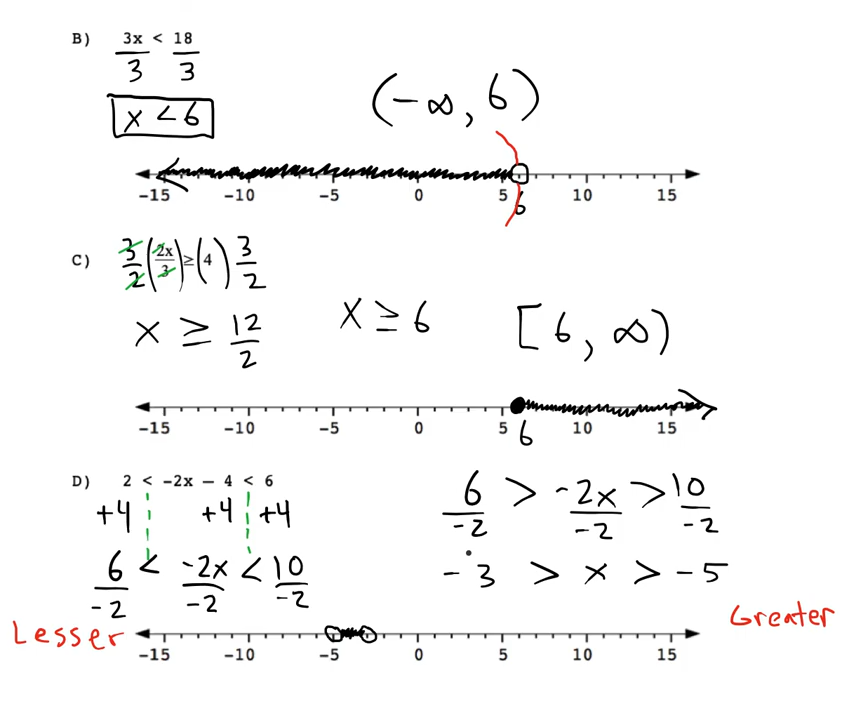 B) 3x < 18
3 3
x < 6
(-∞, 6)
-15 -10 -5 0 5 10 15
6
C) 3/2 (2x/3) ≥ (4) 3/2
x ≥ 12/2
x ≥ 6
[6, ∞)
-15 -10 -5 0 5 10 15
6
D) 2 < -2x - 4 < 6
+4 +4 +4
6/-2 < -2x/-2 < 10/-2
6/-2 > -2x/-2 > 10/-2
-3 > x > -5
Lesser
Greater
-15 -10 -5 0 5 10 15